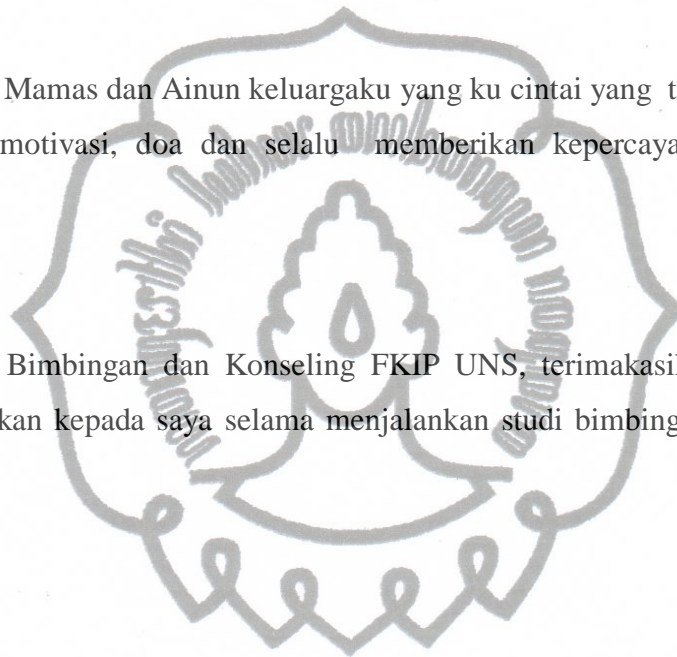 Mamas dan Ainun keluargaku yang ku cintai yang t
motivasi, doa dan selalu memberikan kepercaya
Bimbingan dan Konseling FKIP UNS, terimakasil
kan kepada saya selama menjalankan studi bimbing